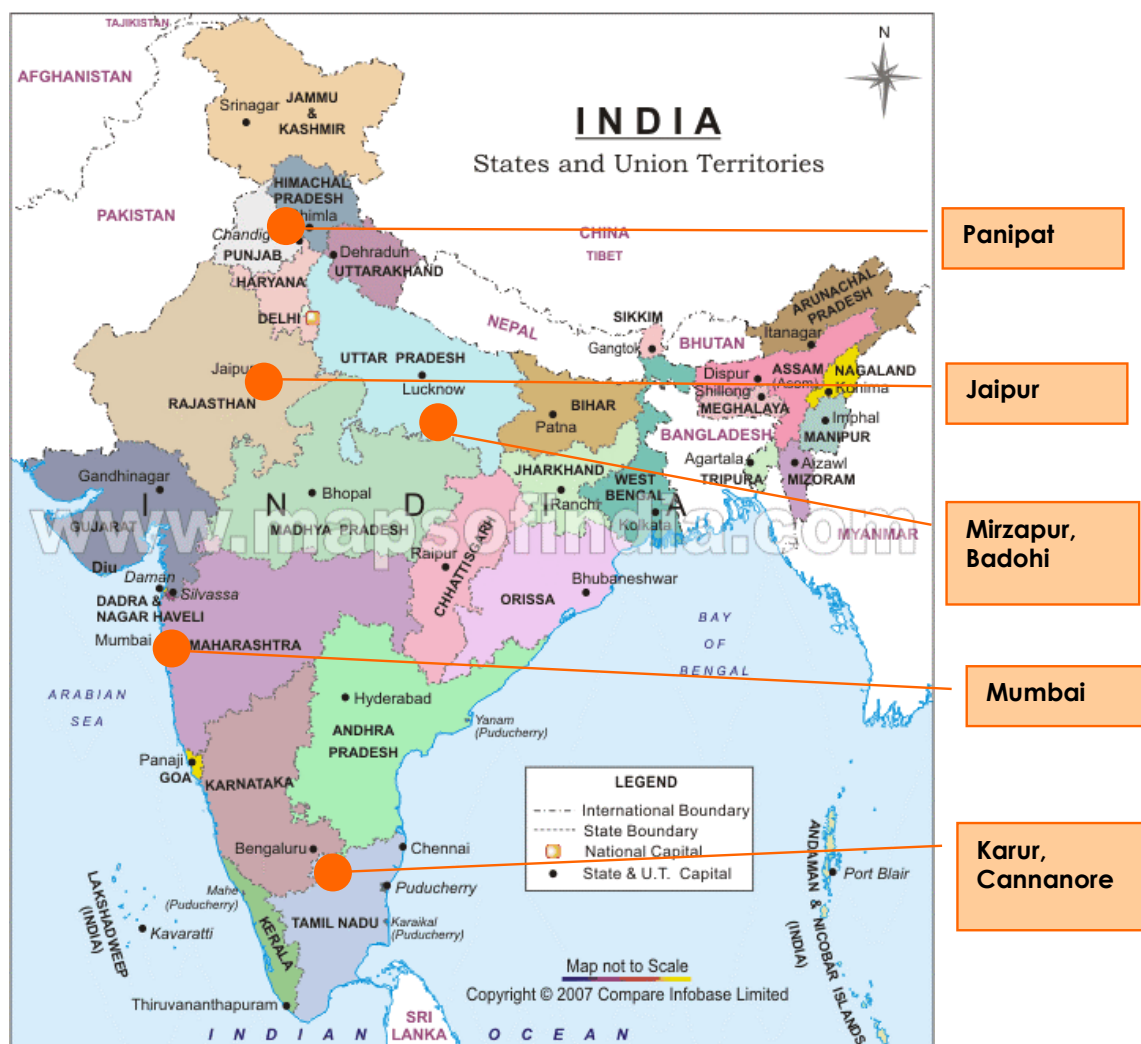 TAJIKISTAN
AFGHANISTAN
N
JAMMU
&
KASHMIR
Srinagar
INDIA
States and Union Territories
HIMACHAL
PRADESH
PAKISTAN
Chandig
himla
PUNJAB
Dehradun
UTTARAKHAND
CHINA
TIBET
Panipat
HARYANA
DELHI
ARUNACHAL
PRADESH
SIKKIM
NEPAL
BHUTAN
Itanagar
Gangtok
UTTAR PRADESH
Jaipur
Lucknow
RAJASTHAN
Dispur
ASSAM
(Asom)
NAGALAND
Shillong
Kohima
MEGHALAYA
Jaipur
BIHAR
Patna
Imphal
MANIPUR
BANGLADESH
Gandhinagar
JHARKHAND
Agartala
Aizawl
TRIPURA
MIZORAM
WEST
BENGAL
Bhopal
Ranchi
I N D I A
GUJARAT
MADHYA PRADESH
Kolkata
www.mapsofindia.com
MYANMAR
Mirzapur,
Badohi
Diu
Daman
Silvassa
DADRA &
NAGAR HAVELI
Raipur
CHHATTISGARH
Bhubaneshwar
ORISSA
Mumbai
MAHARASHTRA
BAY
OF
BENGAL
ARABIAN
SEA
Mumbai
Hyderabad
ANDHRA
PRADESH
Yanam
(Puducherry)
Panaji
GOA
KARNATAKA
LEGEND
International Boundary
State Boundary
National Capital
State & U.T. Capital
Bengaluru
Chennai
Karur,
Cannanore
Mahe
(Puducherry)
Puducherry
Port Blair
LAKSHADWEEP
(INDIA)
Kavaratti
KERALA
TAMIL NADU
Karaikal
(Puducherry)
ANDAMAN & NICOBAR ISLANDS
(INDIA)
Thiruvananthapuram
Map not to Scale
Copyright © 2007 Compare Infobase Limited
SRI
LANKA
INDIAN OCEAN